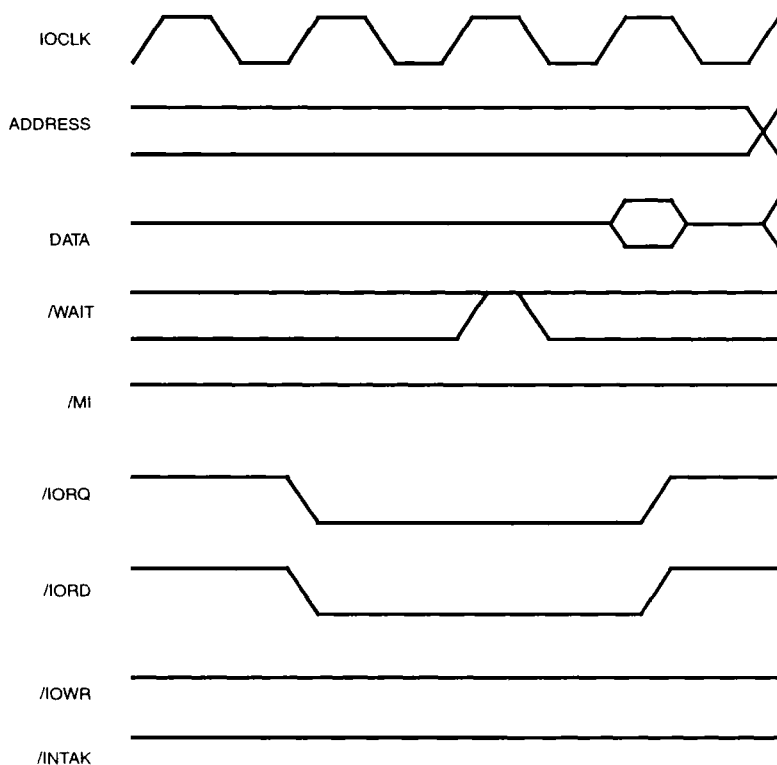 IOCLK
ADDRESS
DATA
/WAIT
/MI
/IORQ
/IORD
/IOWR
/INTAK